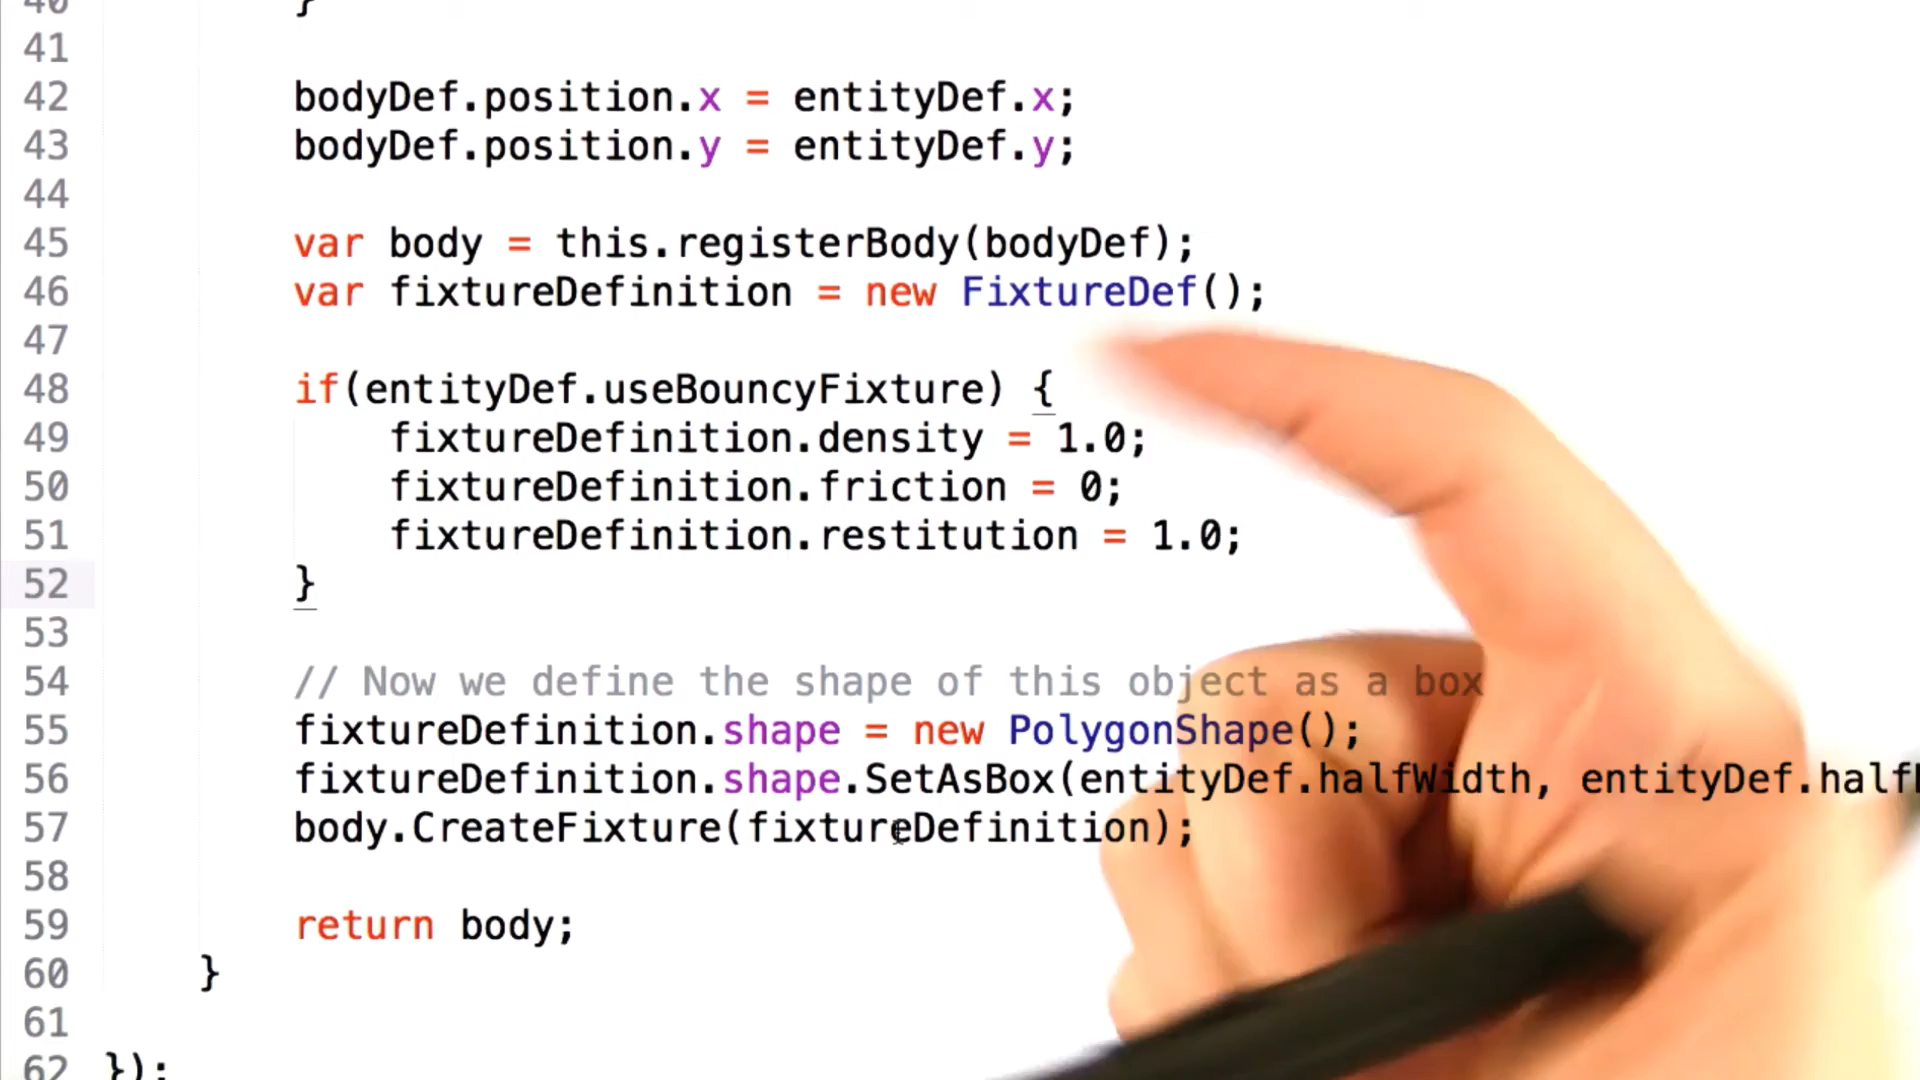 40 }
41
42 bodyDef.position.x = entityDef.x;
43 bodyDef.position.y = entityDef.y;
44
45 var body = this.registerBody(bodyDef);
46 var fixtureDefinition = new FixtureDef();
47
48 if(entityDef.useBouncyFixture) {
49 fixtureDefinition.density = 1.0;
50 fixtureDefinition.friction = 0;
51 fixtureDefinition.restitution = 1.0;
52 }
53
54 // Now we define the shape of this object as a box
55 fixtureDefinition.shape = new PolygonShape();
56 fixtureDefinition.shape.SetAsBox(entityDef.halfWidth, entityDef.half
57 body.CreateFixture(fixtureDefinition);
58
59 return body;
60 }
61
62 });